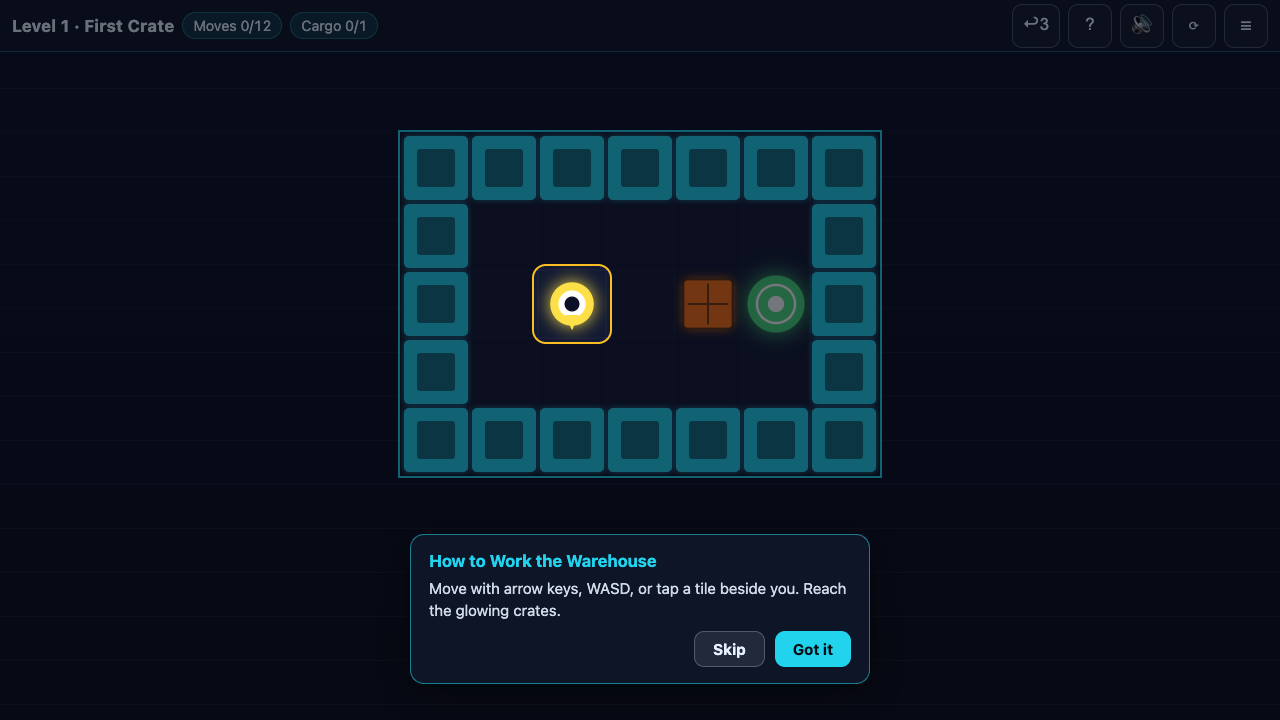 Level 1 · First Crate
Moves 0/12
Cargo 0/1
↩3
?
How to Work the Warehouse
Move with arrow keys, WASD, or tap a tile beside you. Reach
the glowing crates.
Skip
Got it